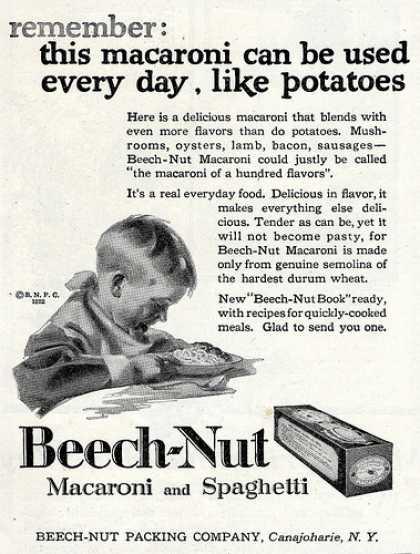 remember:
this macaroni can be used
every day, like potatoes
Here is a delicious macaroni that blends with
even more flavors than do potatoes. Mush-
rooms, oysters, lamb, bacon, sausages—
Beech-Nut Macaroni could justly be called
"the macaroni of a hundred flavors".
It's a real everyday food. Delicious in flavor, it
makes everything else deli-
cious. Tender as can be, yet it
will not become pasty, for
Beech-Nut Macaroni is made
only from genuine semolina of
the hardest durum wheat.
New "Beech-Nut Book" ready,
with recipes for quickly-cooked
meals. Glad to send you one.
© B. N. P. C.
Beech-Nut
Macaroni and Spaghetti
BEECH-NUT PACKING COMPANY, Canajoharie, N. Y.